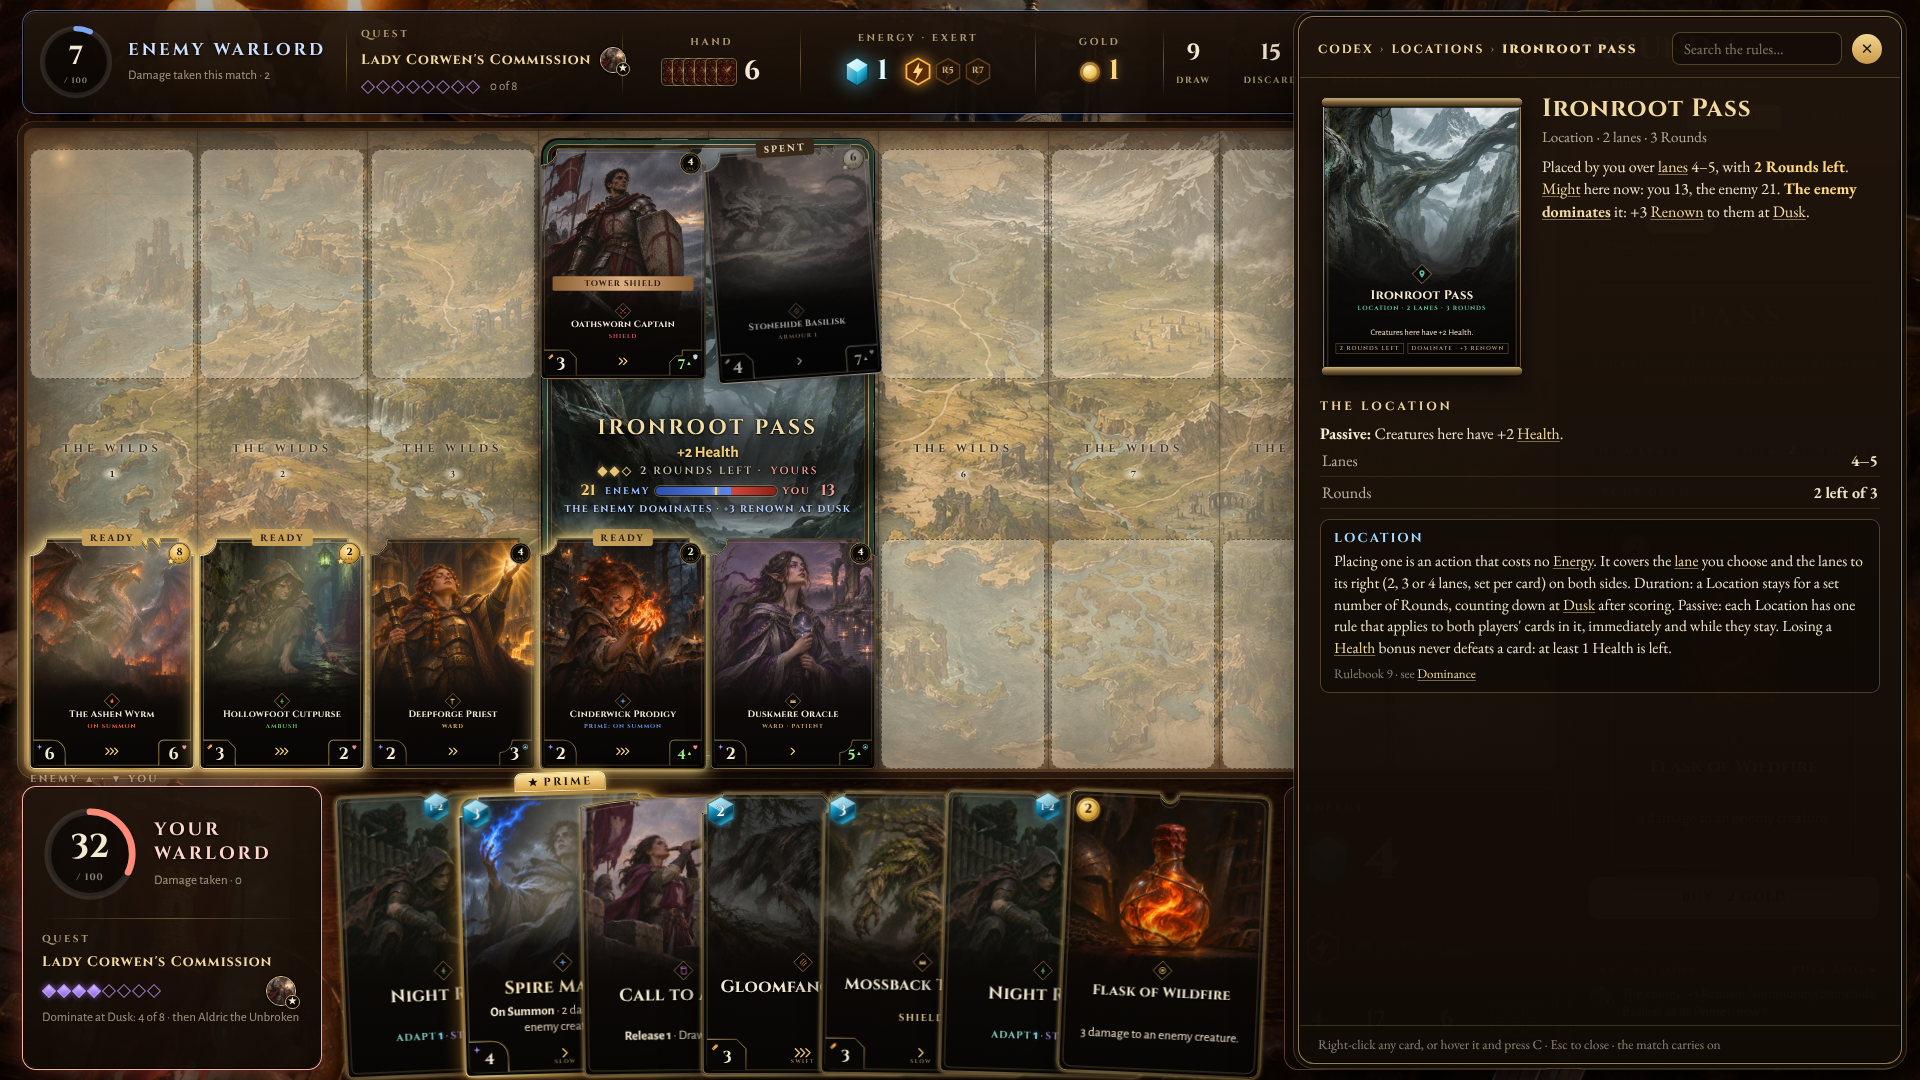 7
/ 100
ENEMY WARLORD
Damage taken this match · 2
QUEST
LADY CORWEN'S COMMISSION
0 of 8
HAND
6
ENERGY · EXERT
1
R5
R7
GOLD
1
9
DRAW
15
DISCARD
CODEX › LOCATIONS › IRONROOT PASS
Search the rules...
IRONROOT PASS
LOCATION · 2 LANES · 3 ROUNDS
Creatures here have +2 Health.
2 ROUNDS LEFT
DOMINATE · +3 RENOWN
IRONROOT PASS
Location · 2 lanes · 3 Rounds
Placed by you over lanes 4–5, with 2 Rounds left.
Might here now: you 13, the enemy 21. The enemy
dominates it: +3 Renown to them at Dusk.
THE LOCATION
Passive: Creatures here have +2 Health.
Lanes 4–5
Rounds 2 left of 3
LOCATION
Placing one is an action that costs no Energy. It covers the lane you choose and the lanes to
its right (2, 3 or 4 lanes, set per card) on both sides. Duration: a Location stays for a set
number of Rounds, counting down at Dusk after scoring. Passive: each Location has one
rule that applies to both players' cards in it, immediately and while they stay. Losing a
Health bonus never defeats a card: at least 1 Health is left.
Rulebook 9 · see Dominance
Right-click any card, or hover it and press C · Esc to close · the match carries on
4
TOWER SHIELD
OATHSWORN CAPTAIN
SHIELD
3
7
SPENT
6
STONEHIDE BASILISK
ARMOUR 1
4
7
THE WILDS
1
THE WILDS
2
THE WILDS
3
IRONROOT PASS
+2 Health
2 ROUNDS LEFT · YOURS
21 ENEMY YOU 13
THE ENEMY DOMINATES · +3 RENOWN AT DUSK
THE WILDS
6
THE WILDS
7
THE
READY
8
THE ASHEN WYRM
ON SUMMON
6
6
READY
2
HOLLOWFOOT CUTPURSE
AMBUSH
3
2
4
DEEPFORGE PRIEST
WARD
2
3
READY
2
CINDERWICK PRODIGY
PRIME: ON SUMMON
2
4
4
DUSKMERE ORACLE
WARD · PATIENT
2
5
ENEMY ▲ · ▼ YOU
32
/ 100
YOUR
WARLORD
Damage taken · 0
QUEST
LADY CORWEN'S COMMISSION
Dominate at Dusk: 4 of 8 · then Aldric the Unbroken
1-2
NIGHT
ADAPT 1
★ PRIME
3
SPIRE MA
On Summon · 2 da
enemy crea
4
SLOW
CALL TO
Release 1 · Draw
2
GLOOMFAN
3
SWIFT
3
MOSSBACK
SHIELD
3
SLOW
1-2
NIGHT
ADAPT 1
2
FLASK OF WILDFIRE
3 damage to an enemy creature.